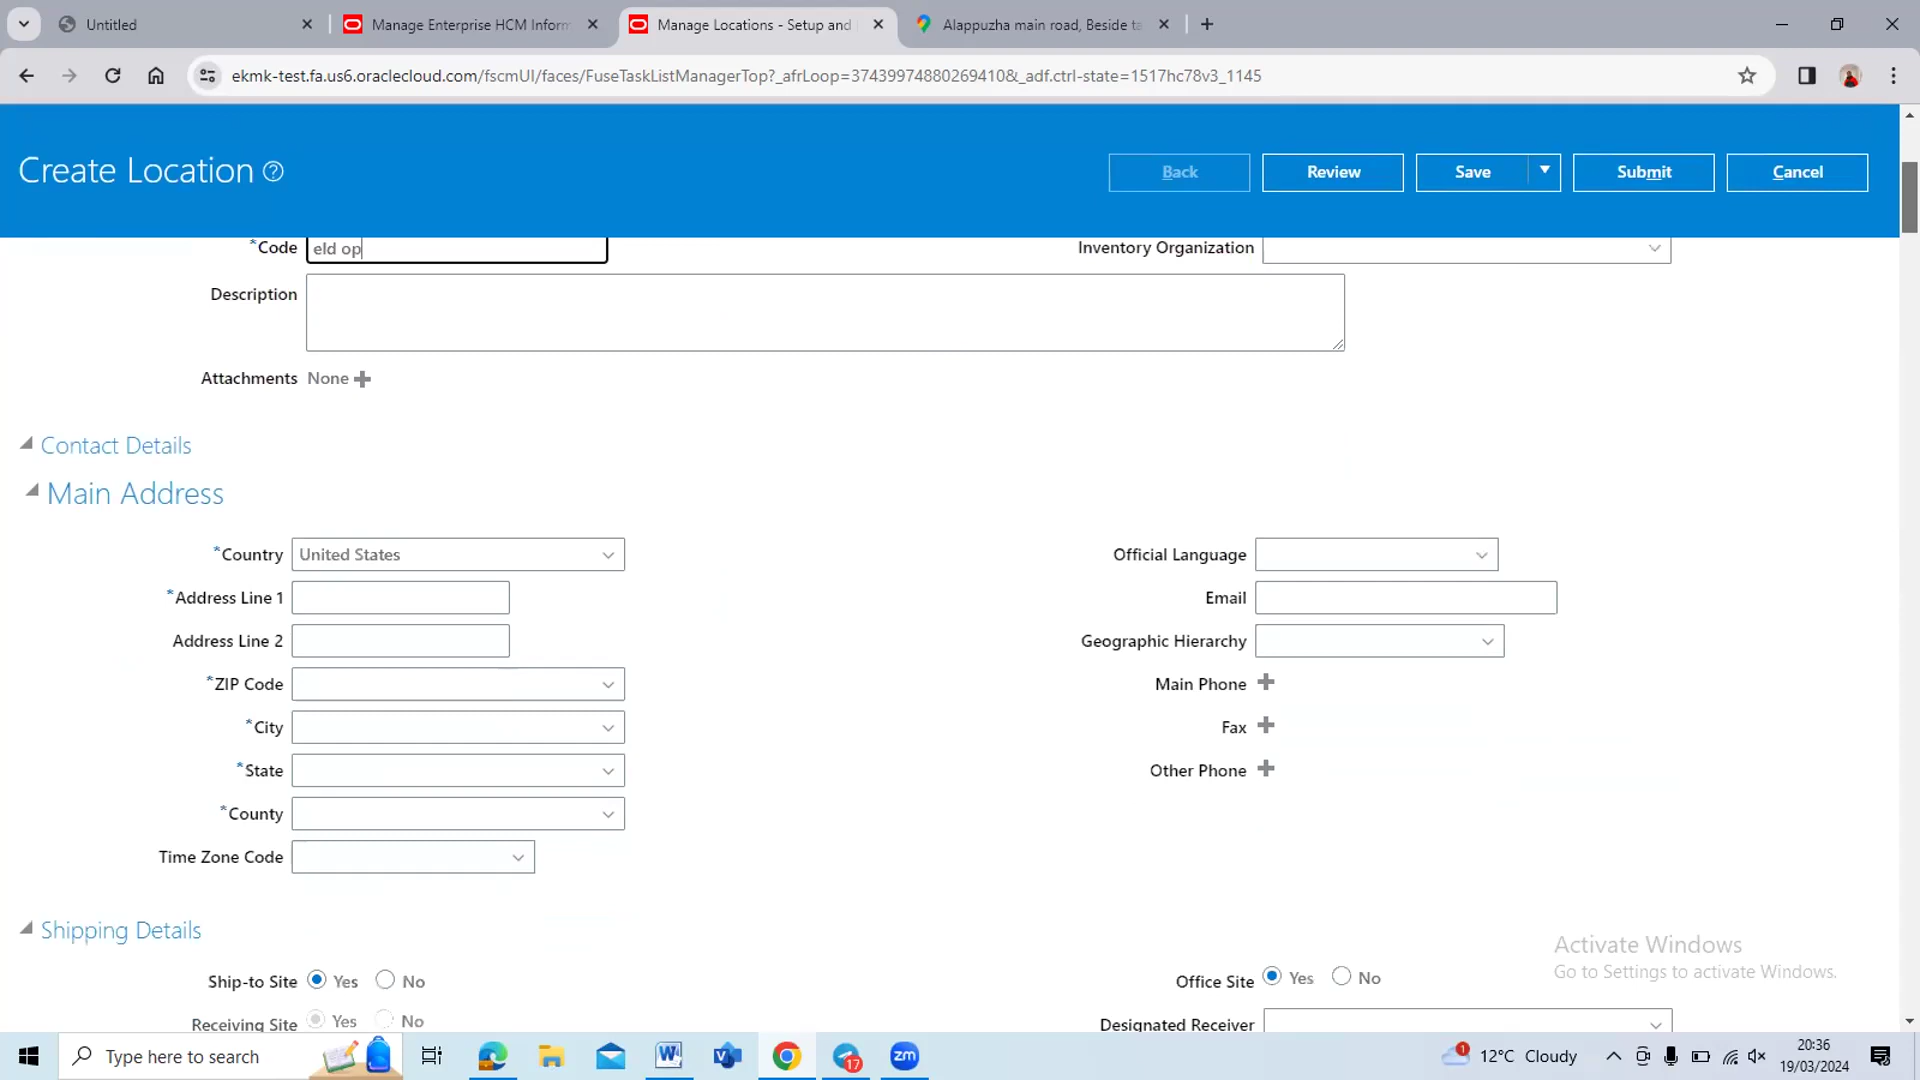 Untitled
Manage Enterprise HCM Inform
Manage Locations - Setup and
Alappuzha main road, Beside ta
ekmk-test.fa.us6.oraclecloud.com/fscmUI/faces/FuseTaskListManagerTop?_afrLoop=37439974880269410&_adf.ctrl-state=1517hc78v3_1145
Create Location
Back
Review
Save
Submit
Cancel
*Code eld op
Inventory Organization
Description
Attachments None
Contact Details
Main Address
*Country United States
Official Language
*Address Line 1
Email
Address Line 2
Geographic Hierarchy
*ZIP Code
Main Phone
*City
Fax
*State
Other Phone
*County
Time Zone Code
Shipping Details
Ship-to Site Yes No
Office Site Yes No
Receiving Site Yes No
Designated Receiver
Activate Windows
Go to Settings to activate Windows.
Type here to search
17
zm
1
12°C Cloudy
20:36
19/03/2024